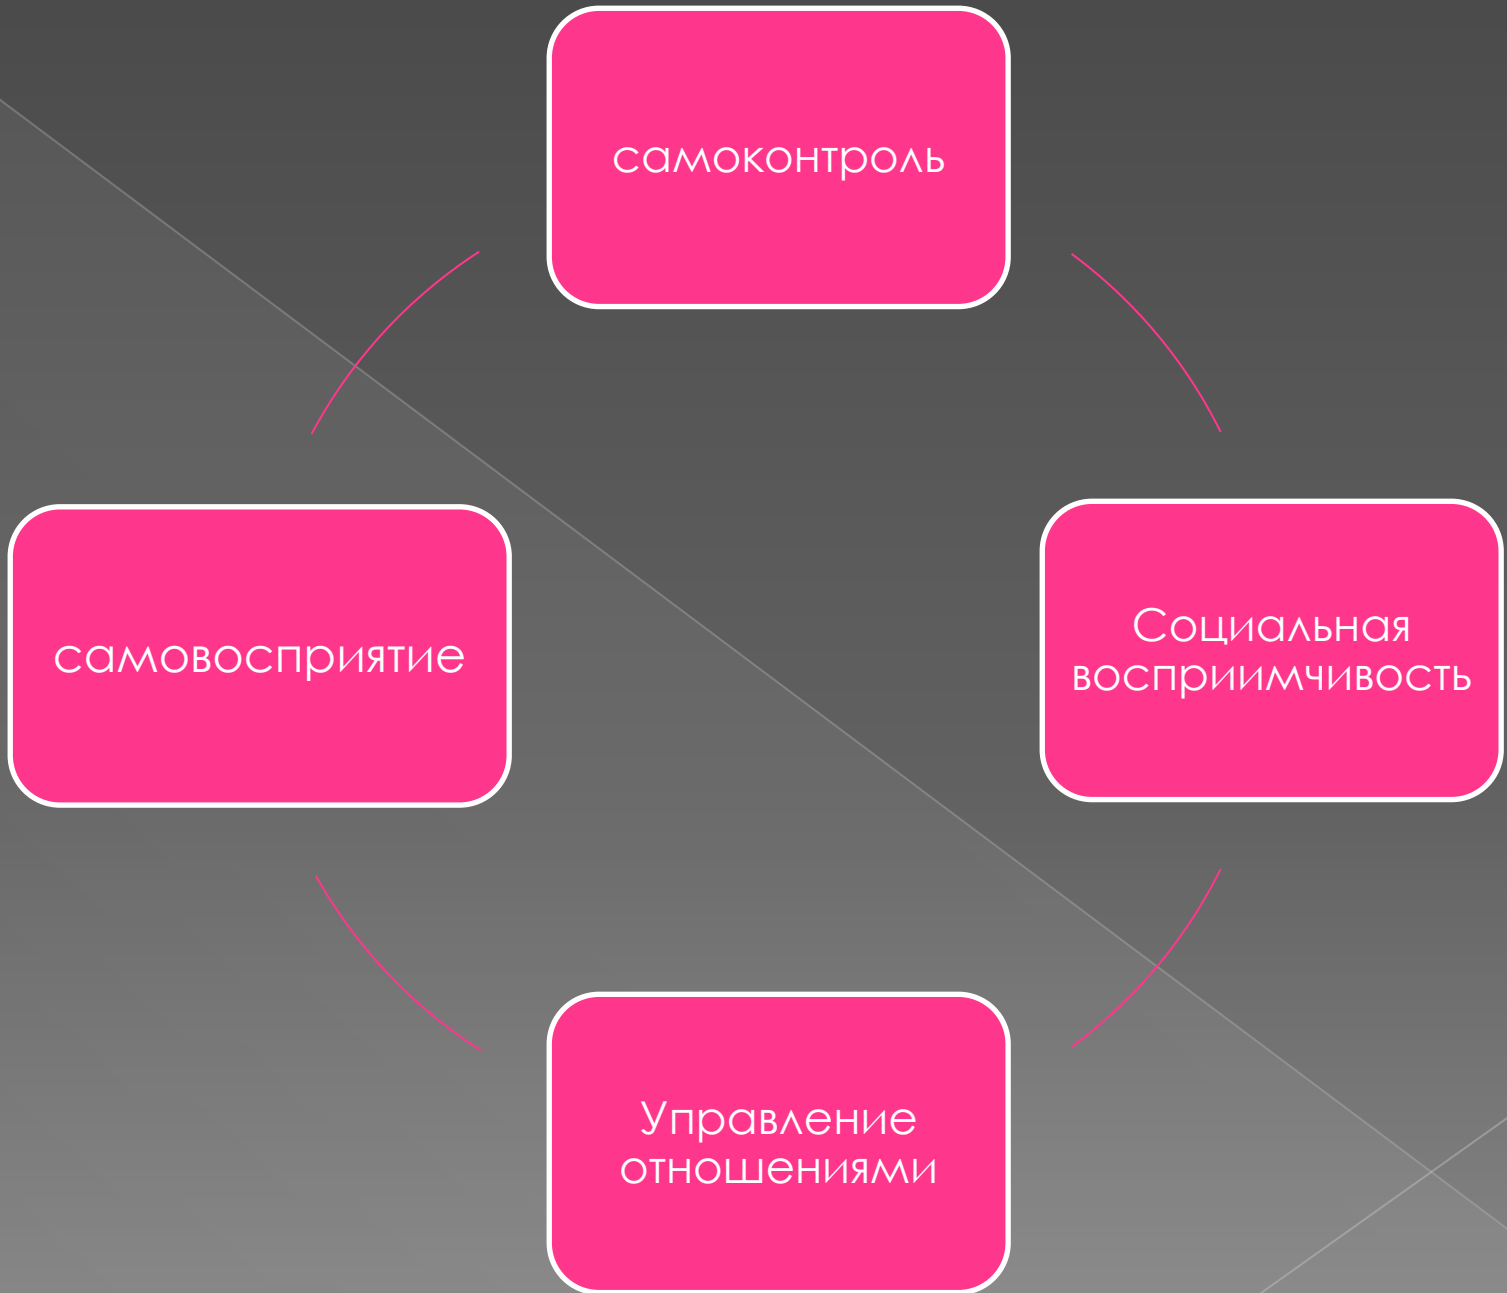 самоконтроль
самовосприятие
Социальная
восприимчивость
Управление
отношениями